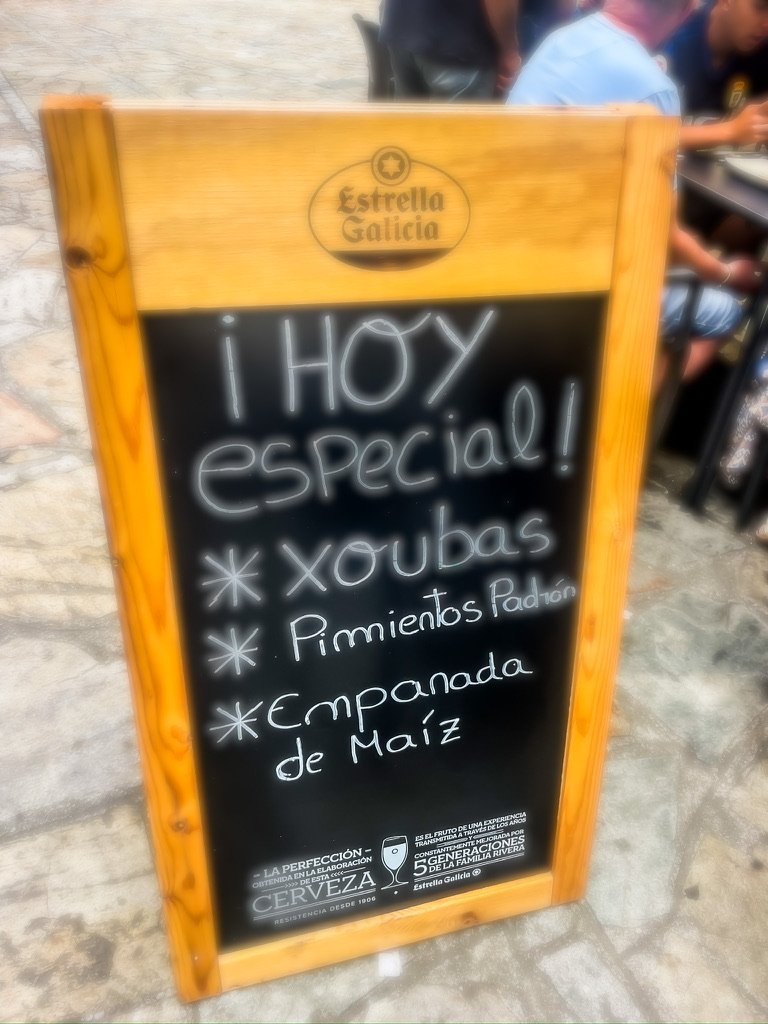 Estrella
Galicia
¡HOY
especial!
* xoubas
* Pimientos Padrón
* Empanada
de Maíz
- LA PERFECCIÓN -
OBTENIDA EN LA ELABORACIÓN
DE ESTA
CERVEZA
RESISTENCIA DESDE 1906
ES EL FRUTO DE UNA EXPERIENCIA
TRANSMITIDA A TRAVÉS DE LOS AÑOS
Y
CONSTANTEMENTE MEJORADA POR
5 GENERACIONES
DE LA FAMILIA RIVERA
Estrella Galicia